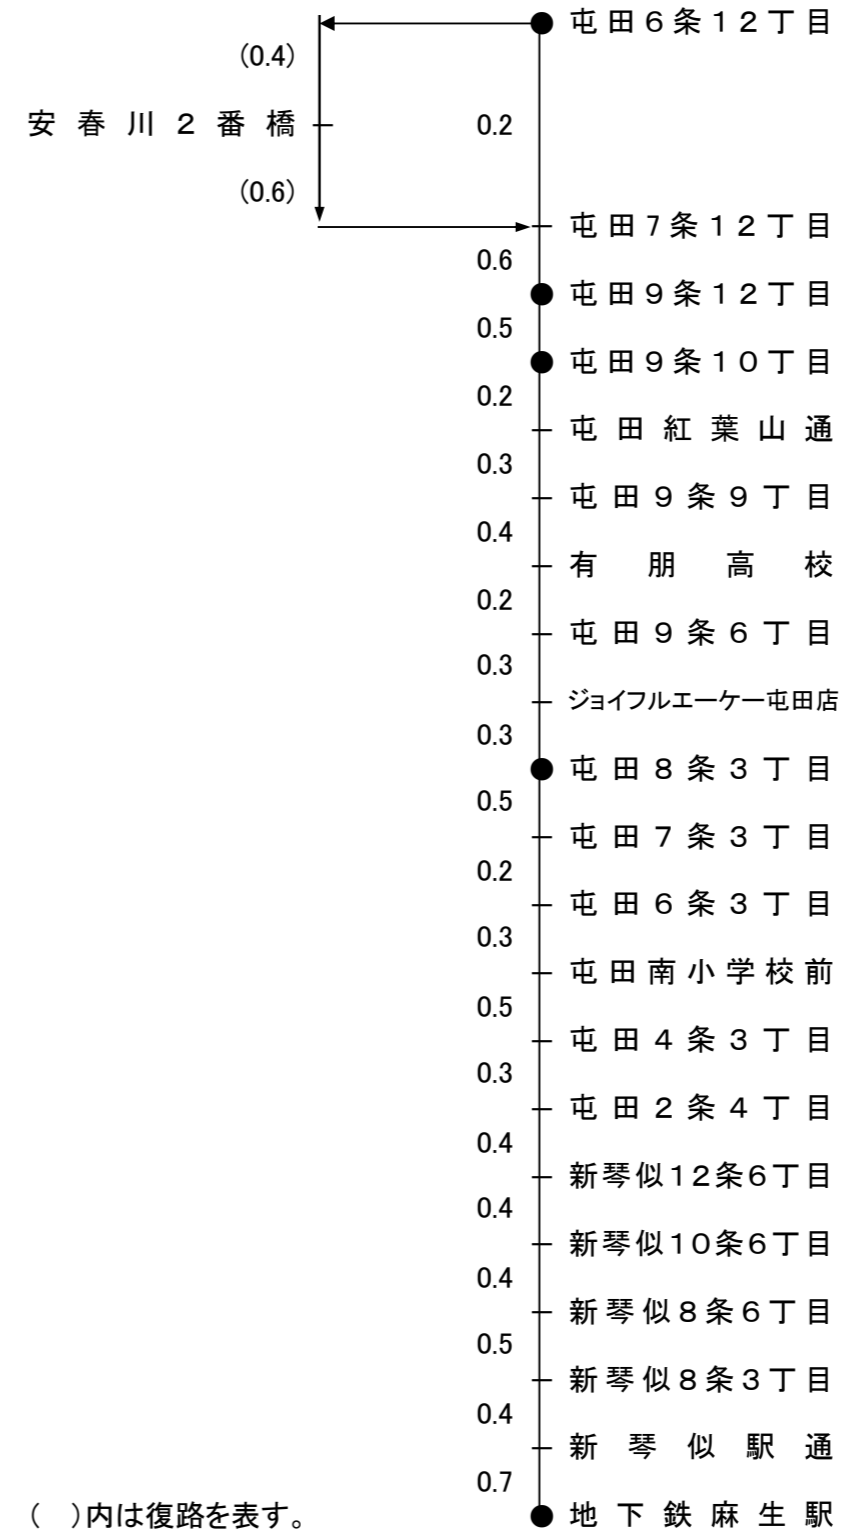 屯田６条１２丁目
(0.4)
安春川２番橋
0.2
(0.6)
屯田７条１２丁目
0.6
屯田９条１２丁目
0.5
屯田９条１０丁目
0.2
屯田紅葉山通
0.3
屯田９条９丁目
0.4
有朋高校
0.2
屯田９条６丁目
0.3
ジョイフルエーケー屯田店
0.3
屯田８条３丁目
0.5
屯田７条３丁目
0.2
屯田６条３丁目
0.3
屯田南小学校前
0.5
屯田４条３丁目
0.3
屯田２条４丁目
0.4
新琴似１２条６丁目
0.4
新琴似１０条６丁目
0.4
新琴似８条６丁目
0.5
新琴似８条３丁目
0.4
新琴似駅通
0.7
（　）内は復路を表す。
地下鉄麻生駅